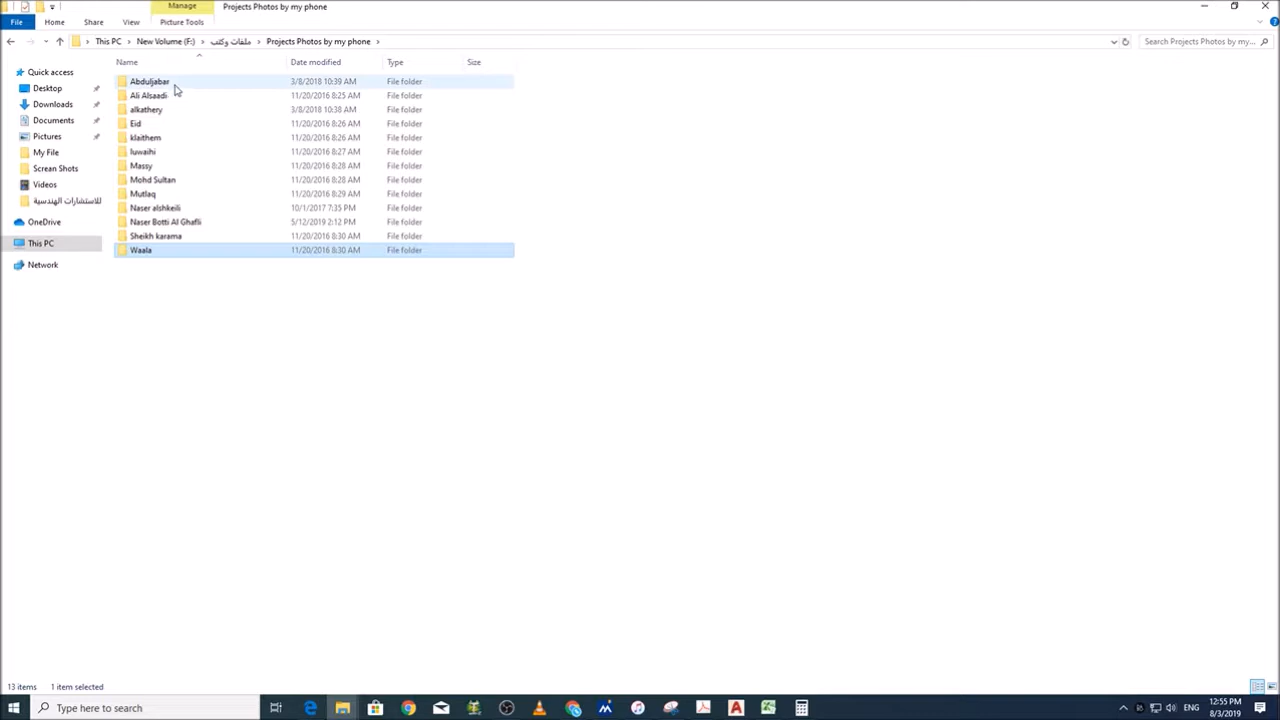 Manage
Projects Photos by my phone
File
Home
Share
View
Picture Tools
This PC
New Volume (F:)
ملفات وكتب
Projects Photos by my phone
Search Projects Photos by my...
Name
Date modified
Type
Size
Quick access
Desktop
Downloads
Documents
Pictures
My File
Screan Shots
Videos
للاستشارات الهندسية
OneDrive
This PC
Network
Abduljabar 3/8/2018 10:39 AM File folder
Ali Alsaadi 11/20/2016 8:25 AM File folder
alkathery 3/8/2018 10:38 AM File folder
Eid 11/20/2016 8:26 AM File folder
klaithem 11/20/2016 8:26 AM File folder
luwaihi 11/20/2016 8:27 AM File folder
Massy 11/20/2016 8:28 AM File folder
Mohd Sultan 11/20/2016 8:28 AM File folder
Mutlaq 11/20/2016 8:29 AM File folder
Naser alshkeili 10/1/2017 7:35 PM File folder
Naser Botti Al Ghafli 5/12/2019 2:12 PM File folder
Sheikh karama 11/20/2016 8:30 AM File folder
Waala 11/20/2016 8:30 AM File folder
13 items
1 item selected
Type here to search
ENG
12:55 PM
8/3/2019